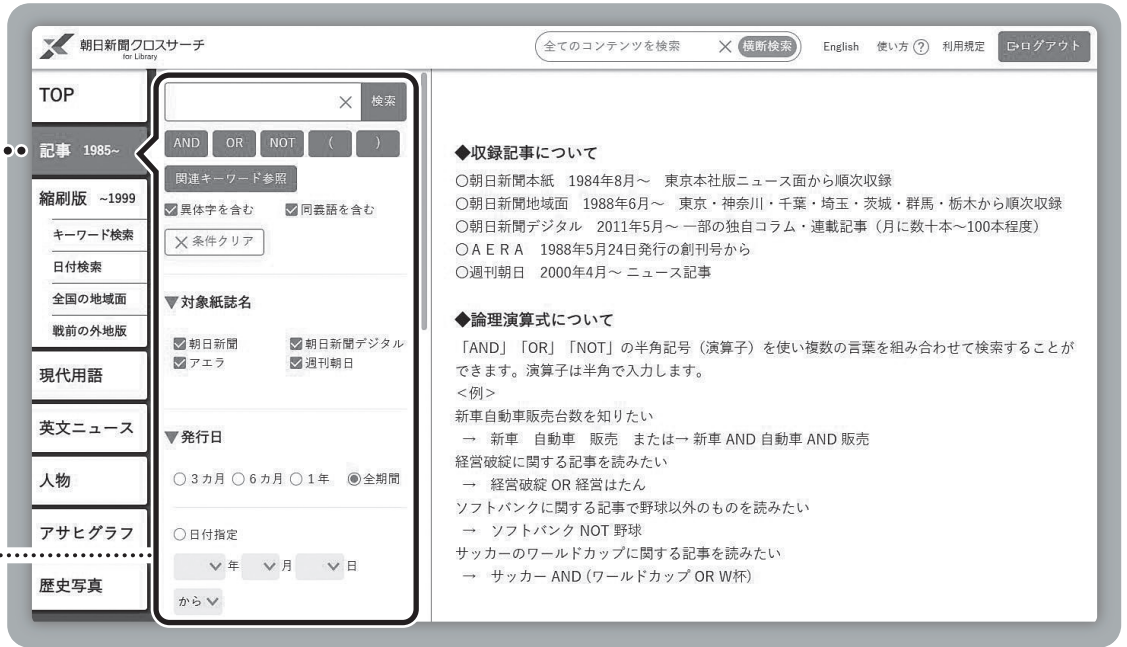 朝日新聞クロスサーチ
for Library
全てのコンテンツを検索
横断検索
English
使い方 ?
利用規定
ログアウト
TOP
記事 1985~
縮刷版 ~1999
キーワード検索
日付検索
全国の地域面
戦前の外地版
現代用語
英文ニュース
人物
アサヒグラフ
歴史写真
検索
AND OR NOT ( )
関連キーワード参照
異体字を含む 同義語を含む
条件クリア
▼対象紙誌名
朝日新聞 朝日新聞デジタル
アエラ 週刊朝日
▼発行日
3カ月 6カ月 1年 全期間
日付指定
年 月 日
から
◆収録記事について
○朝日新聞本紙 1984年8月～ 東京本社版ニュース面から順次収録
○朝日新聞地域面 1988年6月～ 東京・神奈川・千葉・埼玉・茨城・群馬・栃木から順次収録
○朝日新聞デジタル 2011年5月～ 一部の独自コラム・連載記事（月に数十本～100本程度）
○ＡＥＲＡ 1988年5月24日発行の創刊号から
○週刊朝日 2000年4月～ ニュース記事
◆論理演算式について
「AND」「OR」「NOT」の半角記号（演算子）を使い複数の言葉を組み合わせて検索することが
できます。演算子は半角で入力します。
＜例＞
新車自動車販売台数を知りたい
→ 新車 自動車 販売 または→ 新車 AND 自動車 AND 販売
経営破綻に関する記事を読みたい
→ 経営破綻 OR 経営はたん
ソフトバンクに関する記事で野球以外のものを読みたい
→ ソフトバンク NOT 野球
サッカーのワールドカップに関する記事を読みたい
→ サッカー AND (ワールドカップ OR W杯)